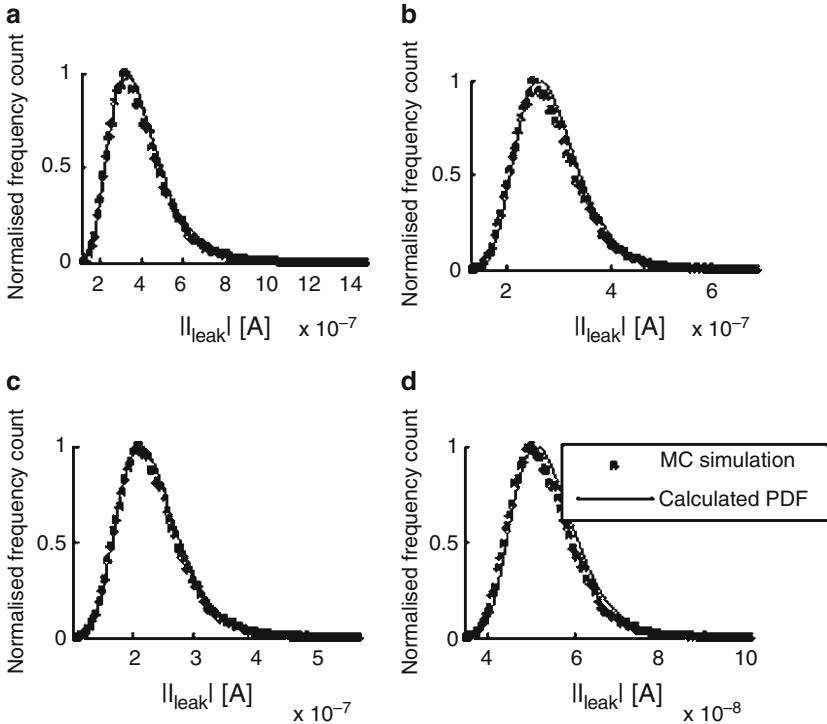 a
Normalised frequency count
1
0.5
0
2 4 6 8 10 12 14
|I_leak| [A] x 10⁻⁷
b
Normalised frequency count
1
0.5
0
2 4 6
|I_leak| [A] x 10⁻⁷
c
Normalised frequency count
1
0.5
0
2 3 4 5
|I_leak| [A]
x 10⁻⁷
d
Normalised frequency count
1
0.5
0
MC simulation
Calculated PDF
4 6 8 10
|I_leak| [A]
x 10⁻⁸